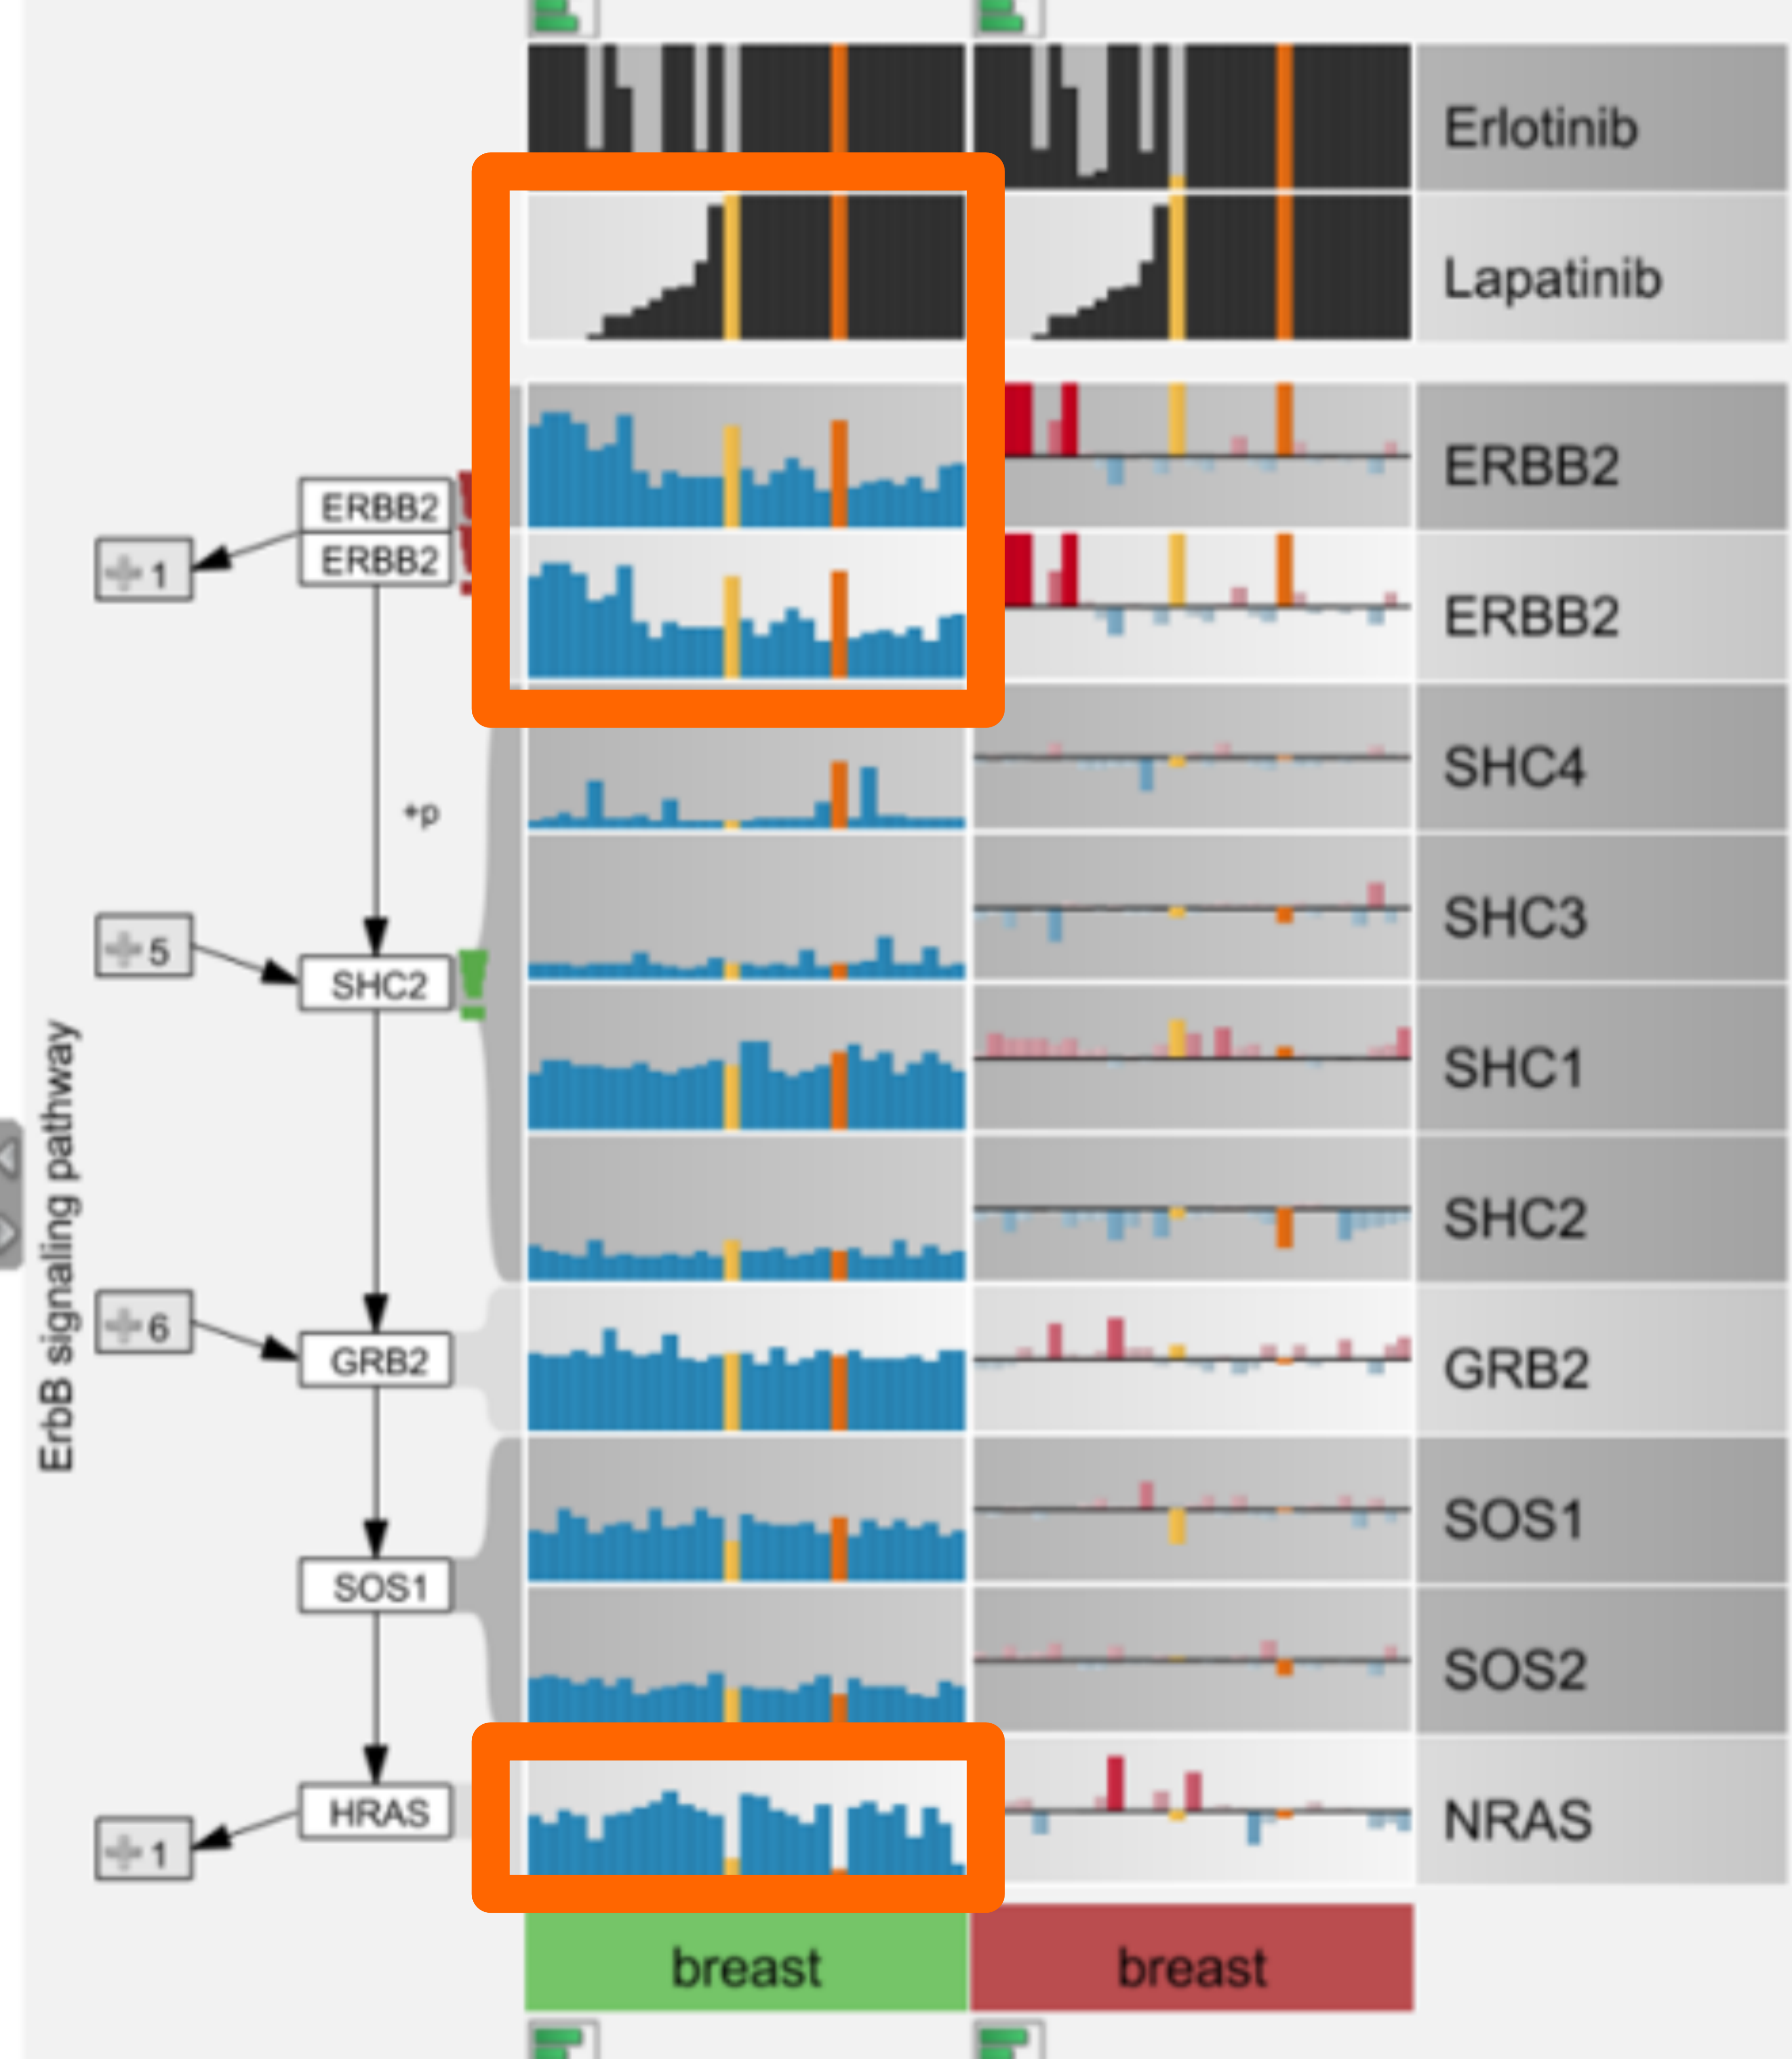 Erlotinib
Lapatinib
ERBB2
ERBB2
SHC4
SHC3
SHC1
SHC2
GRB2
SOS1
SOS2
NRAS
ErbB signaling pathway
ERBB2
ERBB2
+1
+p
+5
SHC2
+6
GRB2
SOS1
HRAS
+1
breast
breast